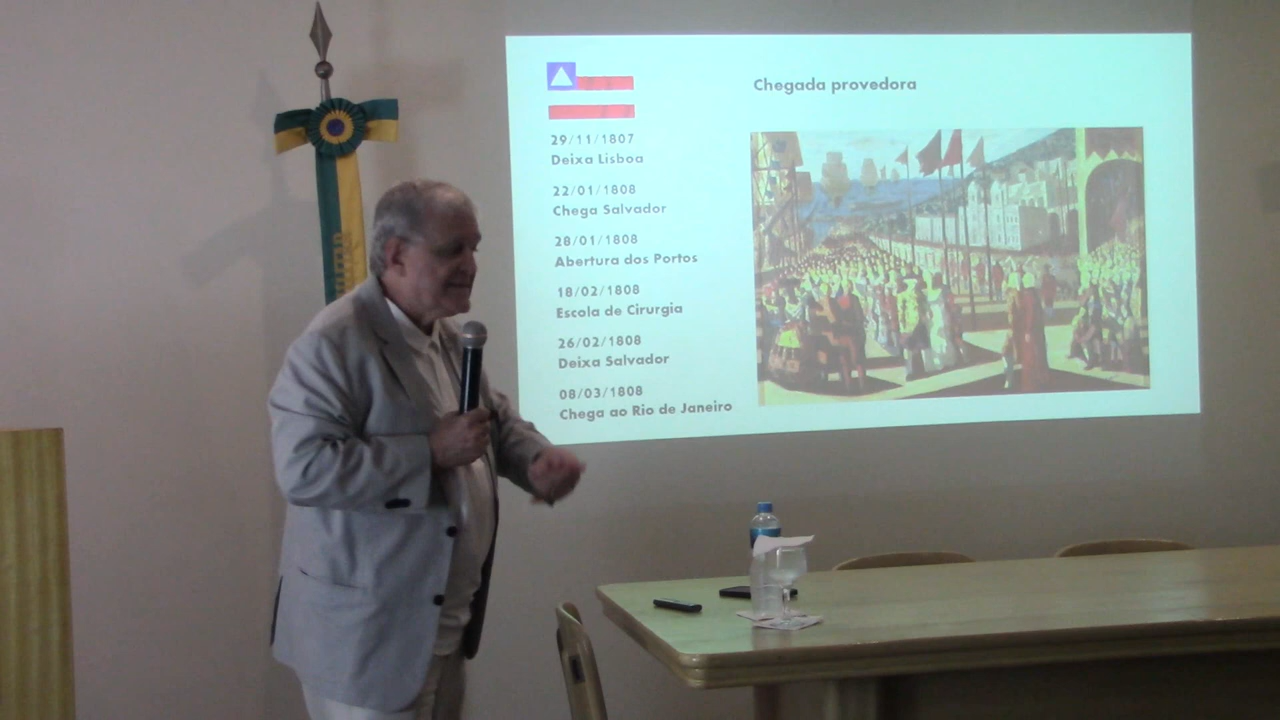 Chegada provedora
29/11/1807
Deixa Lisboa
22/01/1808
Chega Salvador
28/01/1808
Abertura dos Portos
18/02/1808
Escola de Cirurgia
26/02/1808
Deixa Salvador
08/03/1808
Chega ao Rio de Janeiro